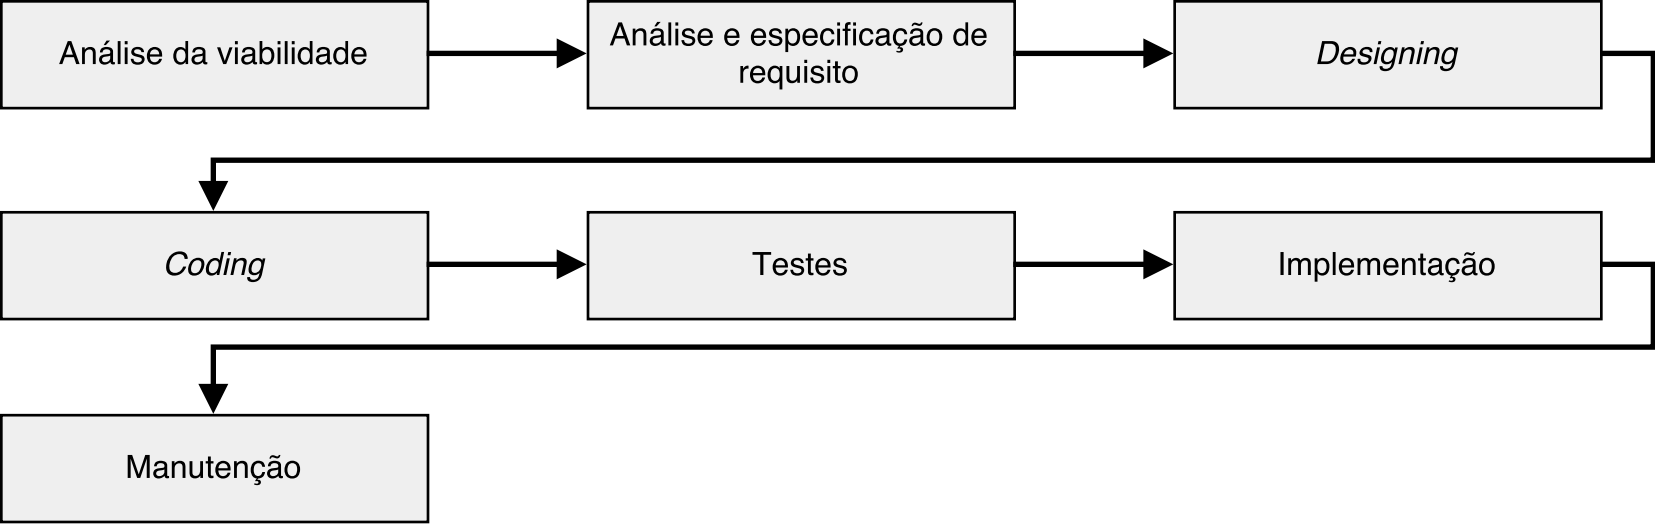 Análise da viabilidade
Análise e especificação de
requisito
Designing
Coding
Testes
Implementação
Manutenção